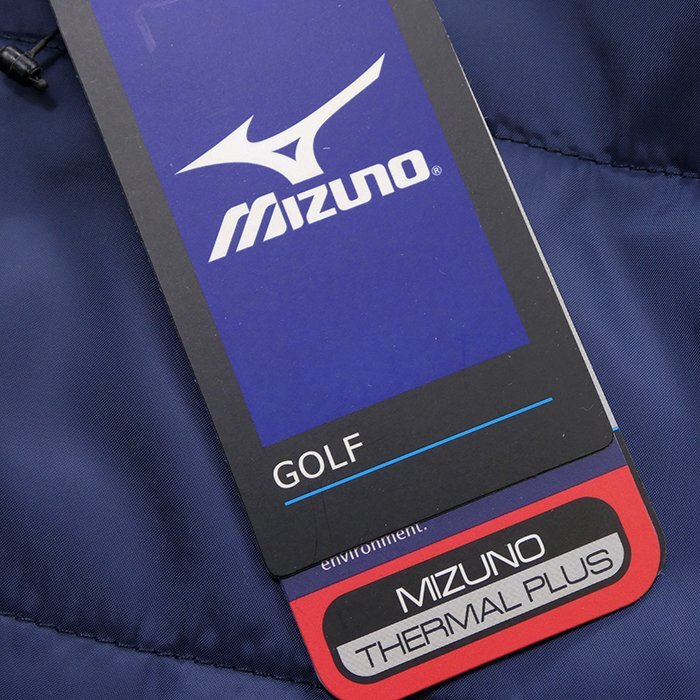 MIZUNO®
GOLF
environment.
MIZUNO
THERMAL PLUS